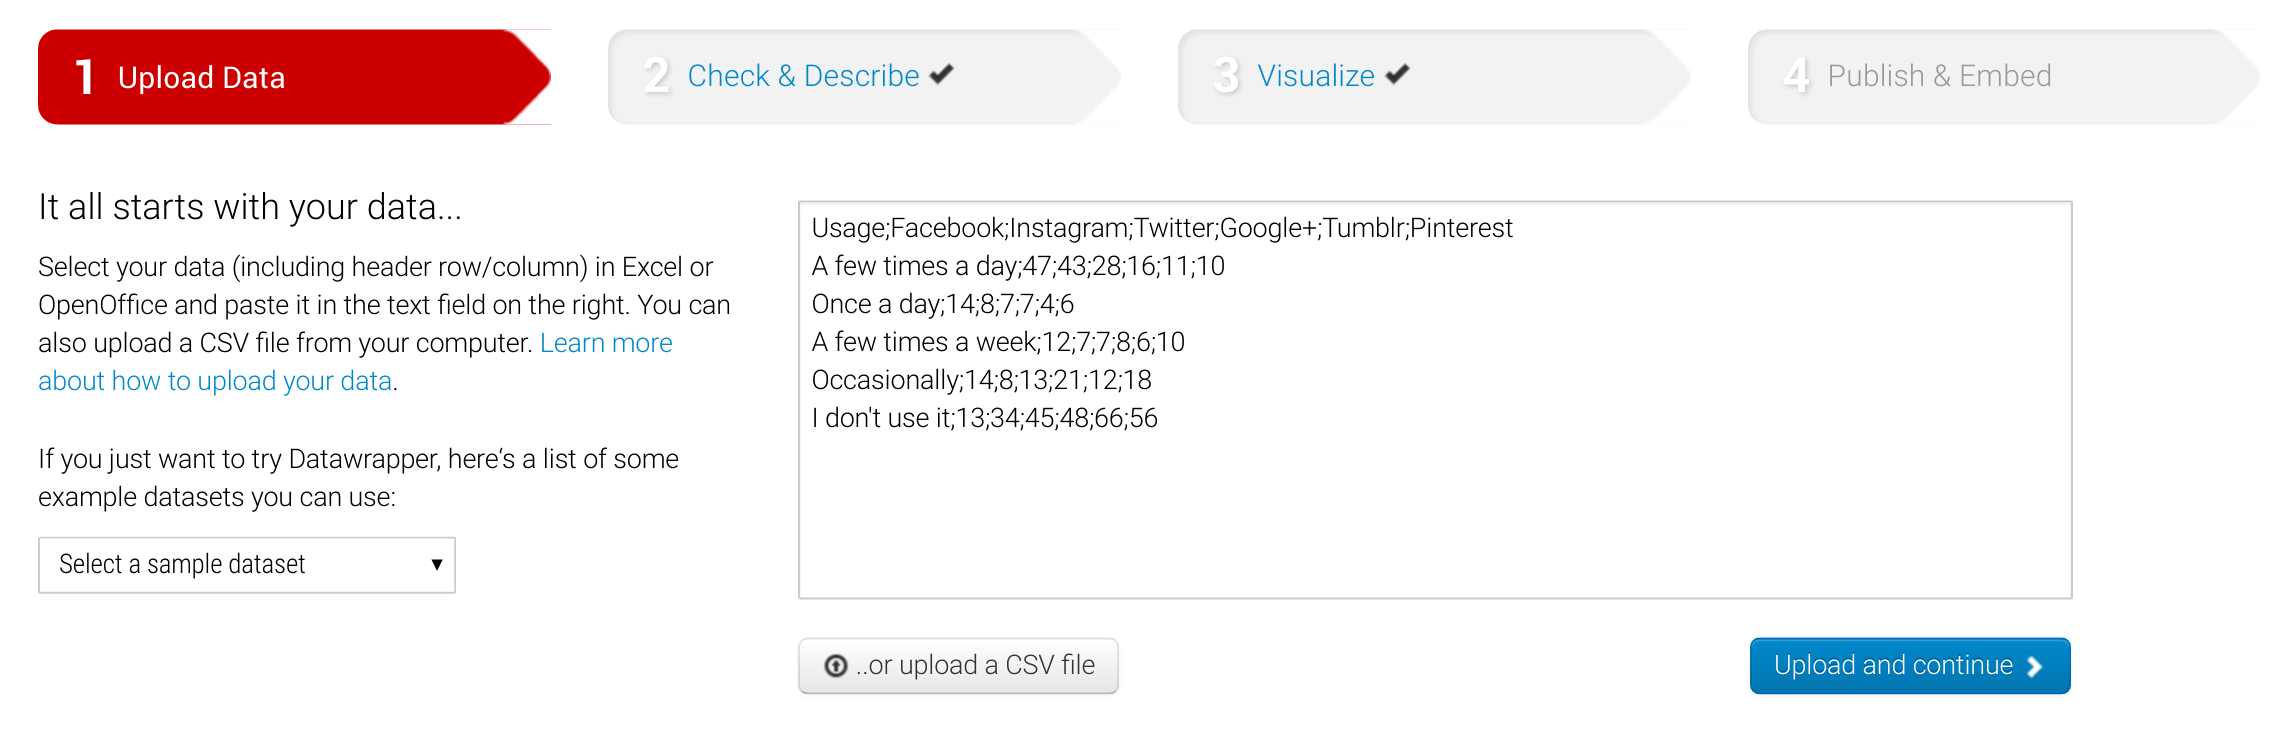 1 Upload Data
2 Check & Describe
3 Visualize
4 Publish & Embed
It all starts with your data...
Select your data (including header row/column) in Excel or
OpenOffice and paste it in the text field on the right. You can
also upload a CSV file from your computer. Learn more
about how to upload your data.
If you just want to try Datawrapper, here‘s a list of some
example datasets you can use:
Select a sample dataset
Usage;Facebook;Instagram;Twitter;Google+;Tumblr;Pinterest
A few times a day;47;43;28;16;11;10
Once a day;14;8;7;7;4;6
A few times a week;12;7;7;8;6;10
Occasionally;14;8;13;21;12;18
I don't use it;13;34;45;48;66;56
..or upload a CSV file
Upload and continue